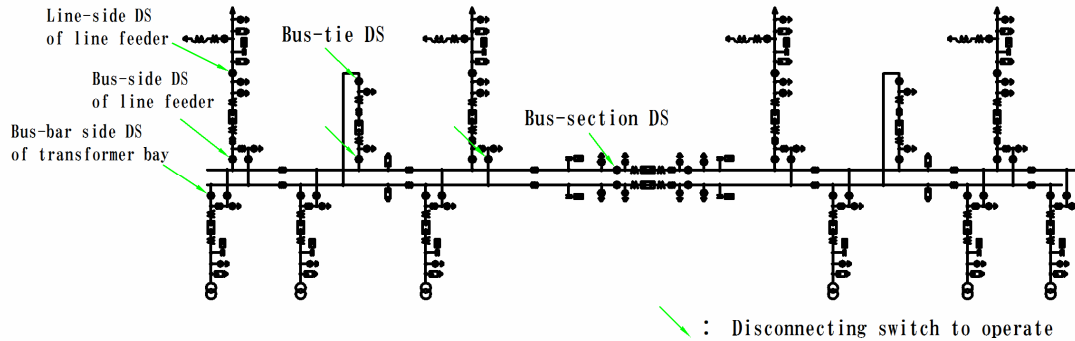 Line-side DS
of line feeder
Bus-tie DS
Bus-side DS
of line feeder
Bus-section DS
Bus-bar side DS
of transformer bay
: Disconnecting switch to operate